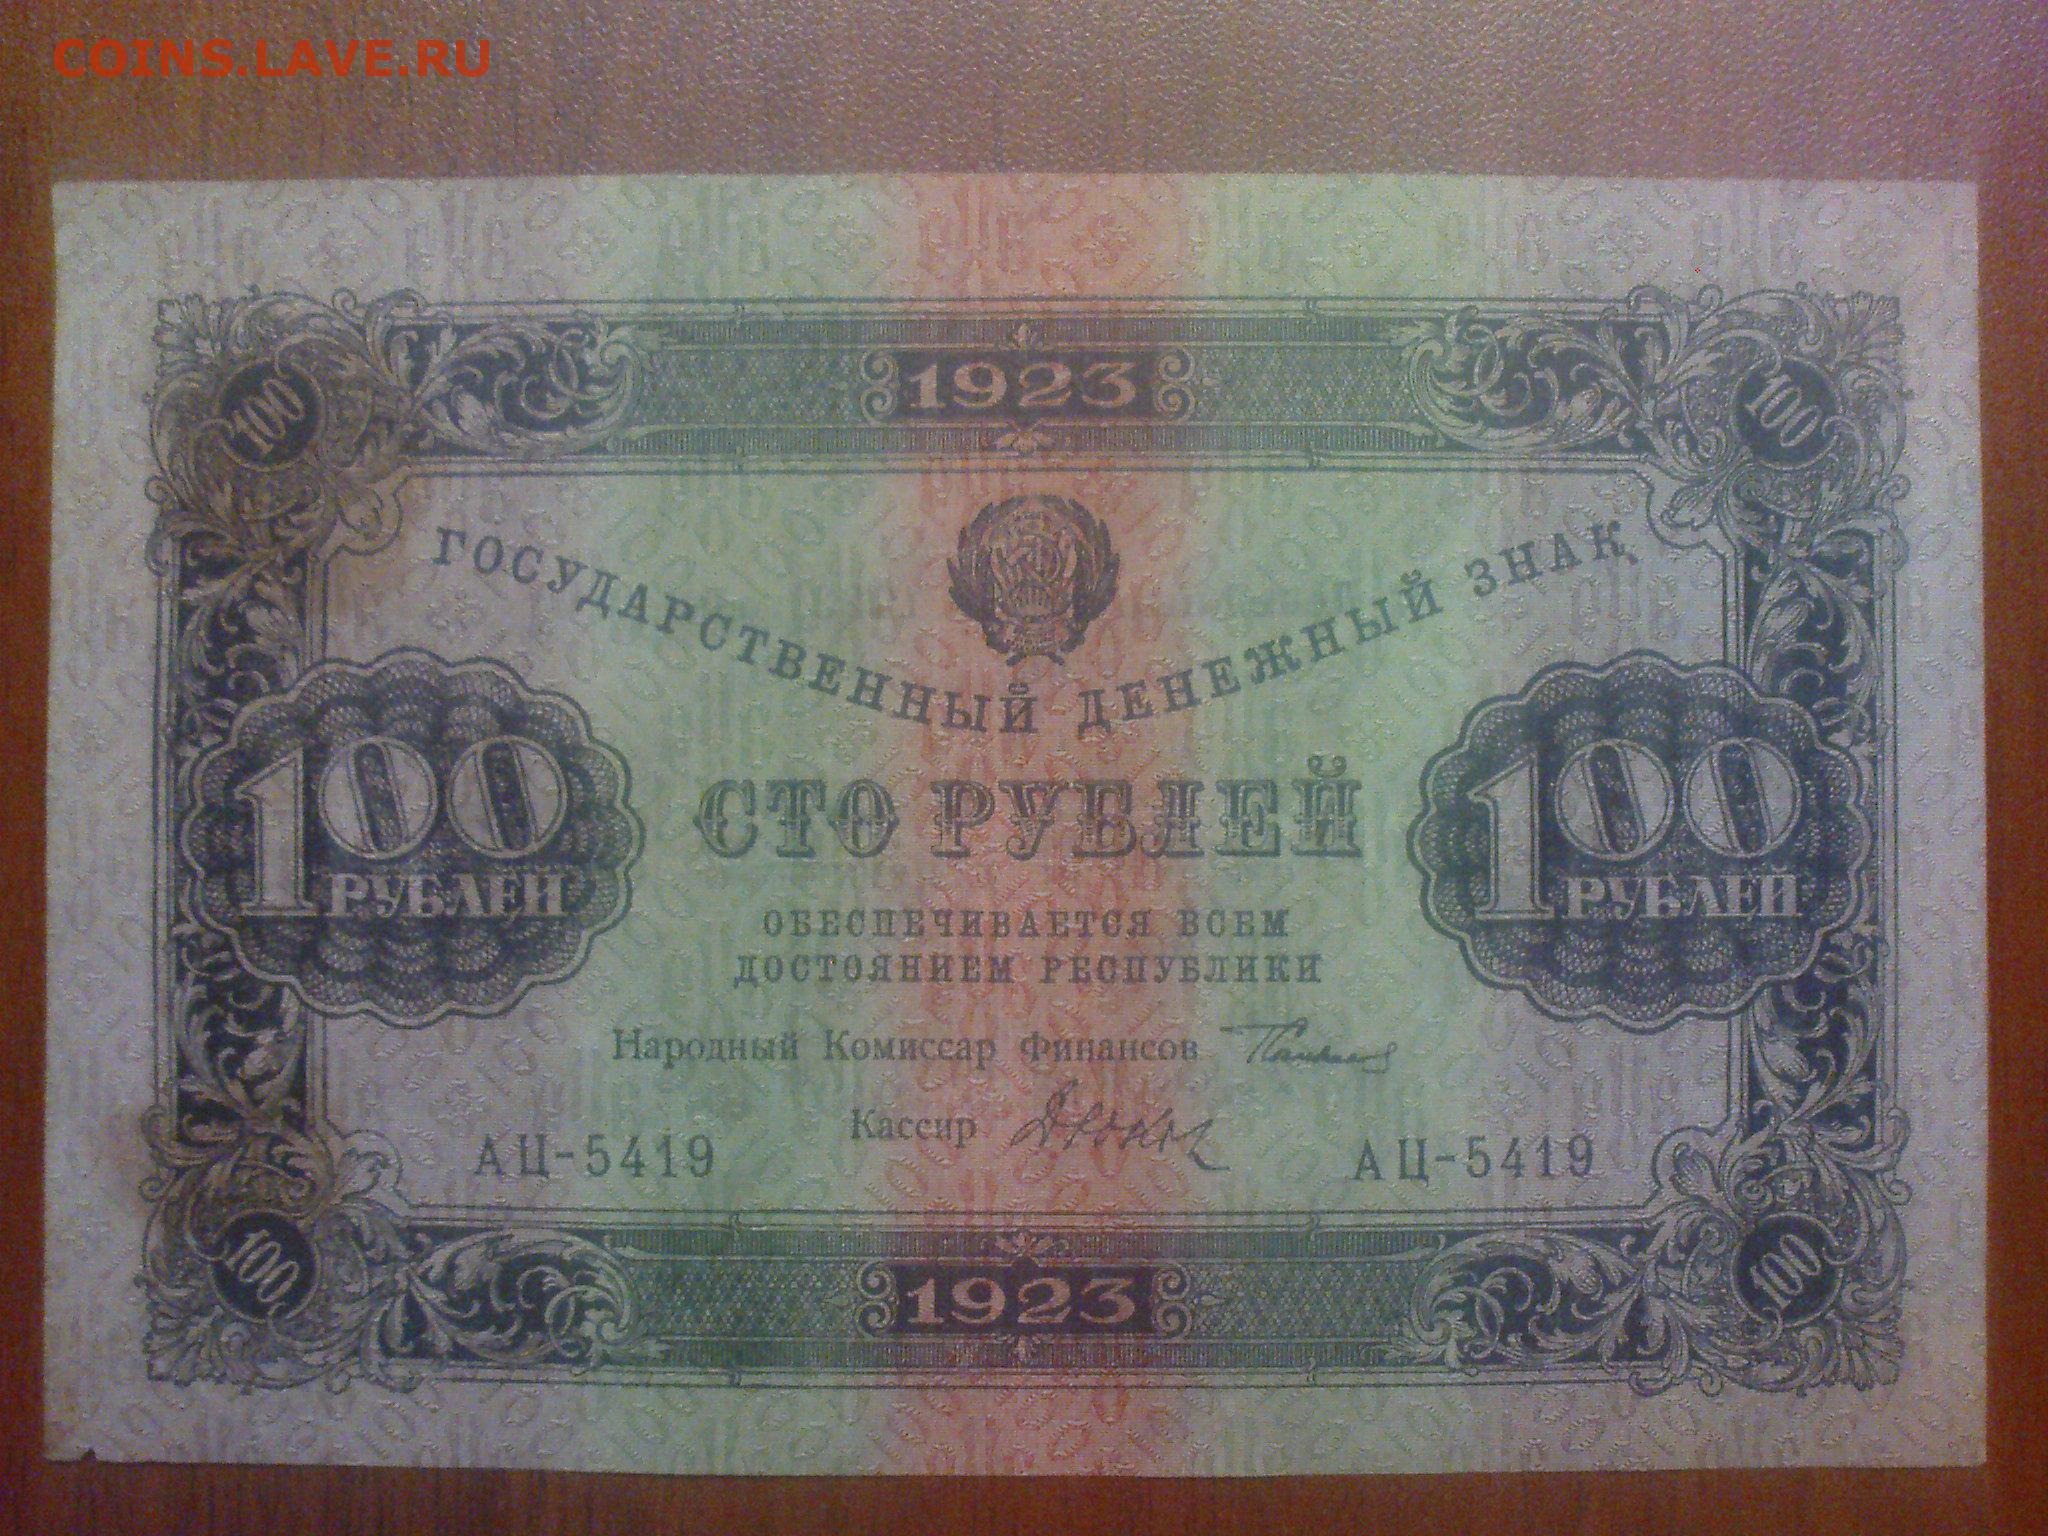 COINS.LAVE.RU
1923
100
100
ГОСУДАРСТВЕННЫЙ ДЕНЕЖНЫЙ ЗНАК
100
РУБЛЕЙ
СТО РУБЛЕЙ
100
РУБЛЕЙ
ОБЕСПЕЧИВАЕТСЯ ВСЕМ
ДОСТОЯНИЕМ РЕСПУБЛИКИ
Народный Комиссар Финансов
Кассир
АЦ-5419
АЦ-5419
100
1923
100